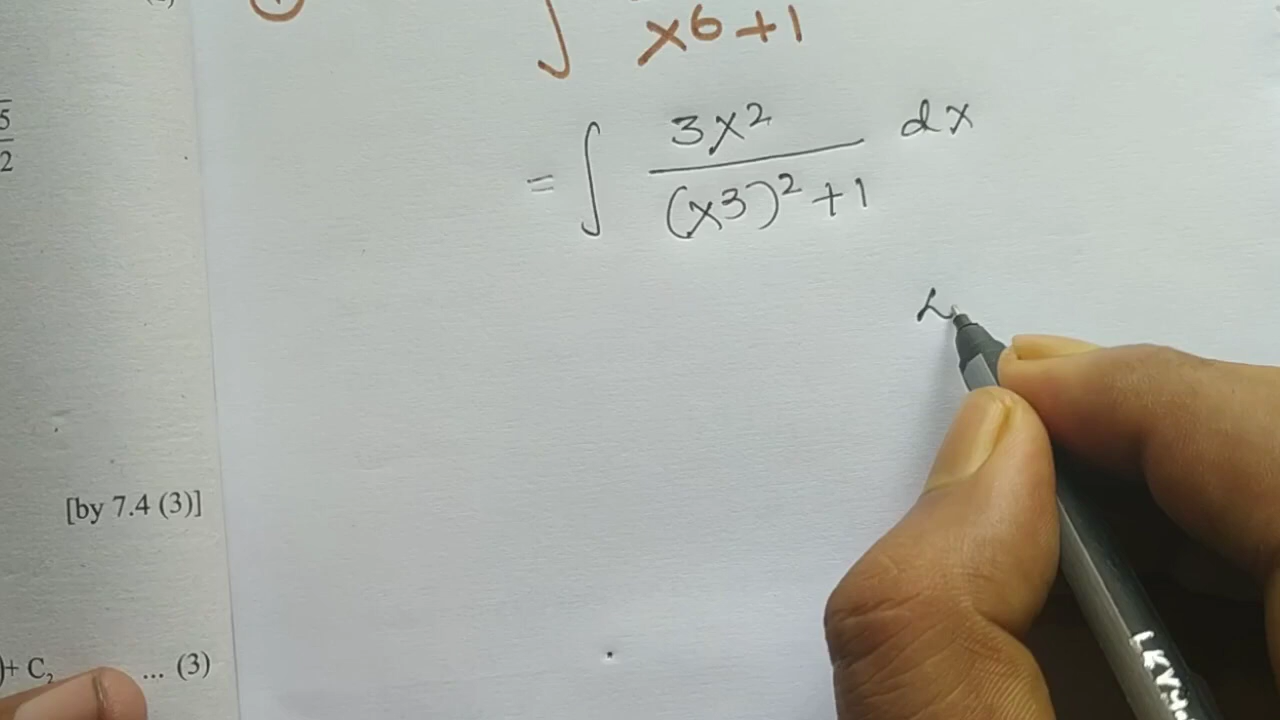 ∫ x6+1
= ∫ 3x² / (x3)²+1 dx
5
2
[by 7.4 (3)]
)+ C₂ ... (3)